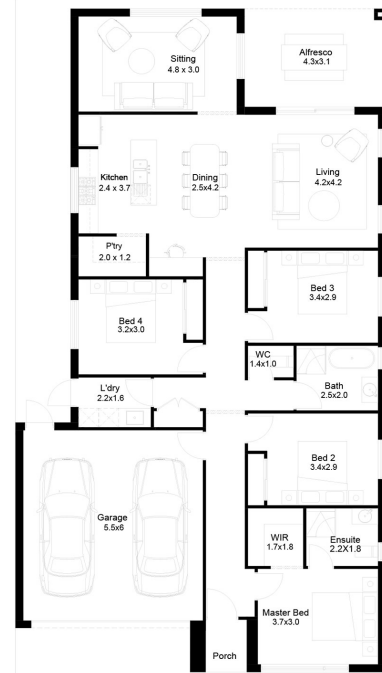 Sitting
4.8 x 3.0
Alfresco
4.3x3.1
Kitchen
2.4 x 3.7
Dining
2.5x4.2
Living
4.2x4.2
P'try
2.0 x 1.2
Bed 3
3.4x2.9
Bed 4
3.2x3.0
WC
1.4x1.0
Bath
2.5x2.0
L'dry
2.2x1.6
Bed 2
3.4x2.9
Garage
5.5x6
WIR
1.7x1.8
Ensuite
2.2X1.8
Master Bed
3.7x3.0
Porch